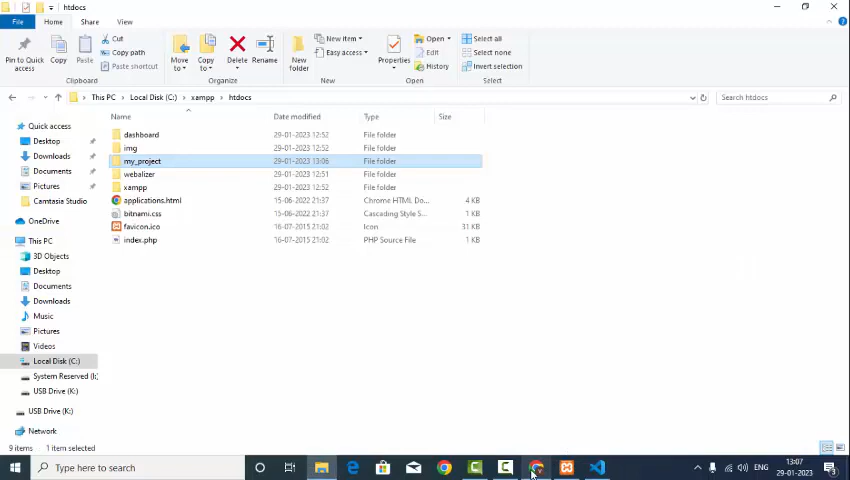 htdocs
File Home Share View
Pin to Quick access
Copy
Paste
Cut
Copy path
Paste shortcut
Clipboard
Move to
Copy to
Delete
Rename
Organize
New folder
New item
Easy access
New
Properties
Open
Edit
History
Open
Select all
Select none
Invert selection
Select
This PC Local Disk (C:) xampp htdocs
Search htdocs
Name Date modified Type Size
dashboard 29-01-2023 12:52 File folder
img 29-01-2023 12:52 File folder
my_project 29-01-2023 13:06 File folder
webalizer 29-01-2023 12:51 File folder
xampp 29-01-2023 12:52 File folder
applications.html 15-06-2022 21:37 Chrome HTML Do... 4 KB
bitnami.css 15-06-2022 21:37 Cascading Style S... 1 KB
favicon.ico 16-07-2015 21:02 Icon 31 KB
index.php 16-07-2015 21:02 PHP Source File 1 KB
Quick access
Desktop
Downloads
Documents
Pictures
Camtasia Studio
OneDrive
This PC
3D Objects
Desktop
Documents
Downloads
Music
Pictures
Videos
Local Disk (C:)
System Reserved (I:
USB Drive (K:)
USB Drive (K:)
Network
9 items 1 item selected
Type here to search
ENG
13:07
29-01-2023
3